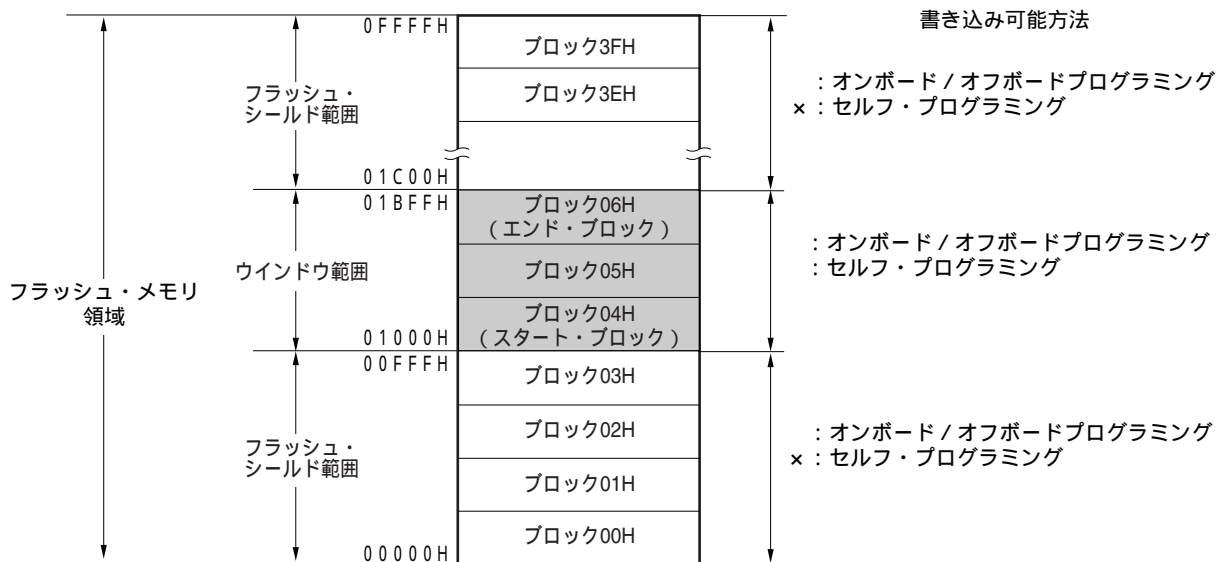 書き込み可能方法
0FFFFH
ブロック3FH
フラッシュ・
シールド範囲
ブロック3EH
：オンボード / オフボードプログラミング
×：セルフ・プログラミング
01C00H
01BFFH
ブロック06H
（エンド・ブロック）
：オンボード / オフボードプログラミング
：セルフ・プログラミング
ウインドウ範囲
ブロック05H
フラッシュ・メモリ
領域
ブロック04H
（スタート・ブロック）
01000H
00FFFH
ブロック03H
フラッシュ・
シールド範囲
ブロック02H
：オンボード / オフボードプログラミング
×：セルフ・プログラミング
ブロック01H
ブロック00H
00000H